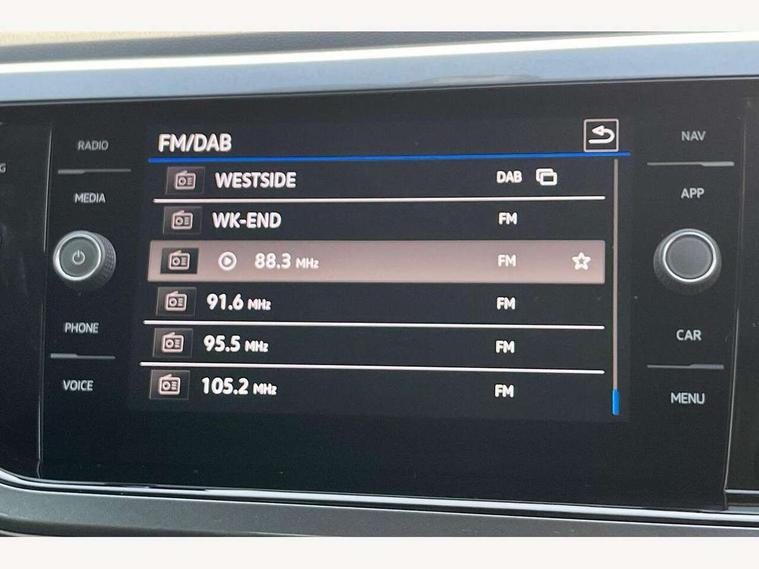 FM/DAB
WESTSIDE DAB
WK-END FM
88.3 MHz FM
91.6 MHz FM
95.5 MHz FM
105.2 MHz FM
RADIO
MEDIA
PHONE
VOICE
NAV
APP
CAR
MENU